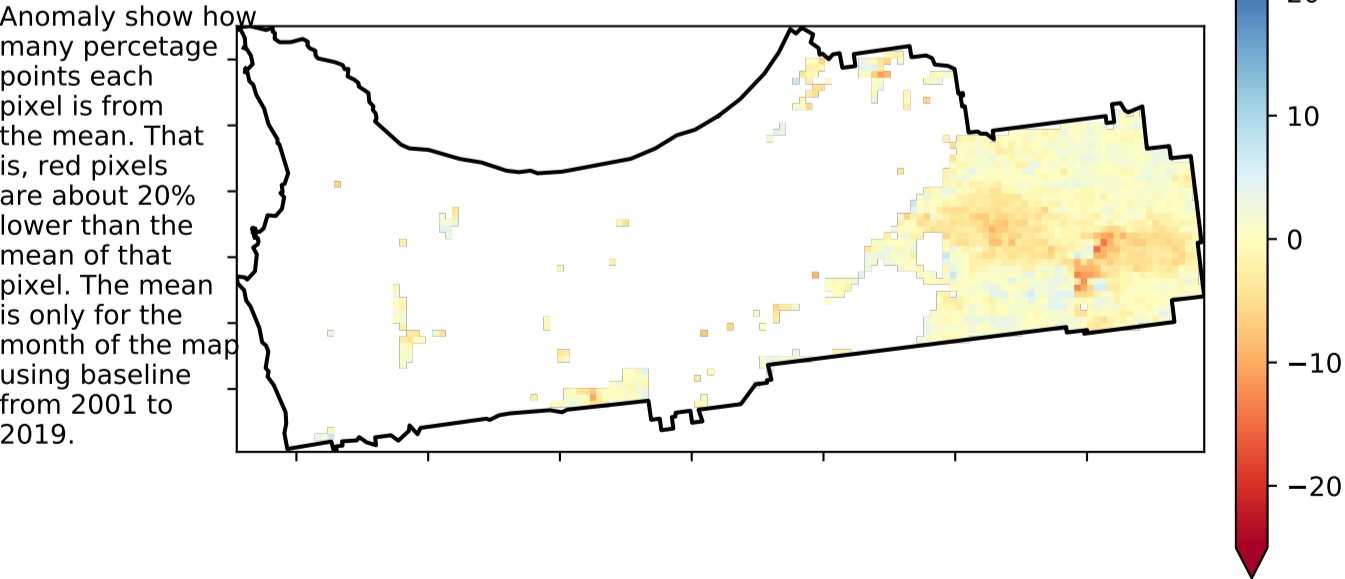 Anomaly show how
many percetage
points each
pixel is from
the mean. That
is, red pixels
are about 20%
lower than the
mean of that
pixel. The mean
is only for the
month of the map
using baseline
from 2001 to
2019.
20
10
0
−10
−20